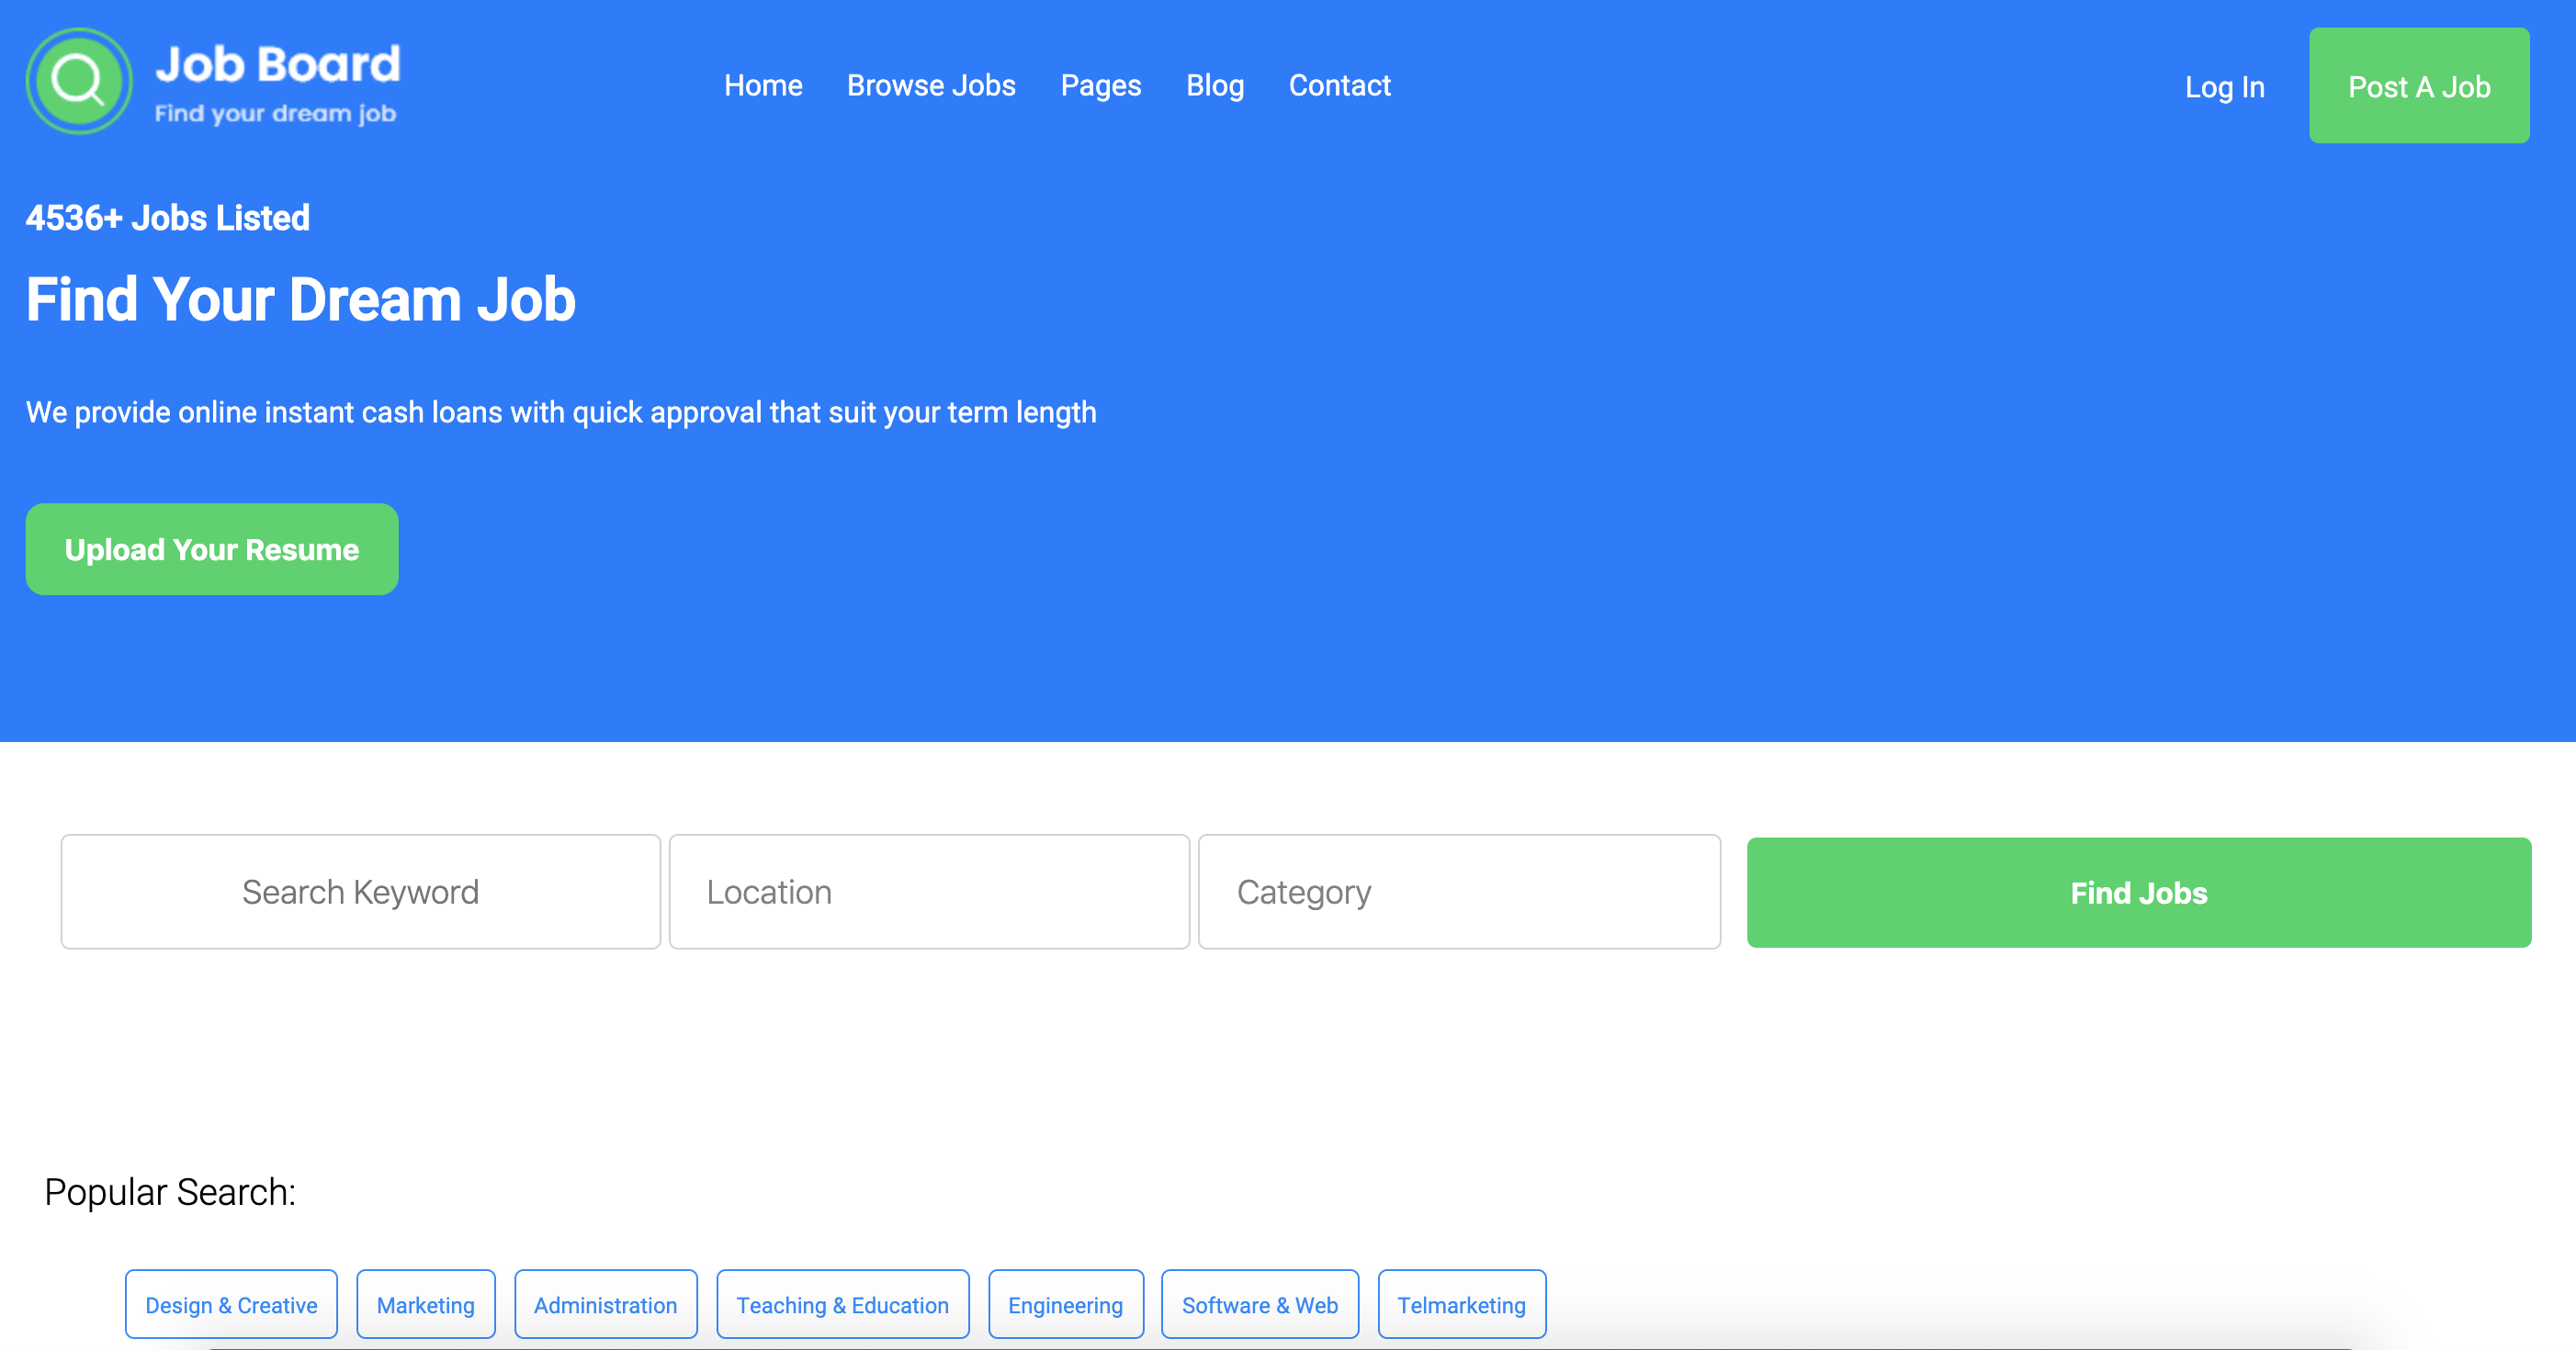 Job Board
Find your dream job
Home Browse Jobs Pages Blog Contact
Log In Post A Job
4536+ Jobs Listed
Find Your Dream Job
We provide online instant cash loans with quick approval that suit your term length
Upload Your Resume
Search Keyword Location Category Find Jobs
Popular Search:
Design & Creative Marketing Administration Teaching & Education Engineering Software & Web Telmarketing